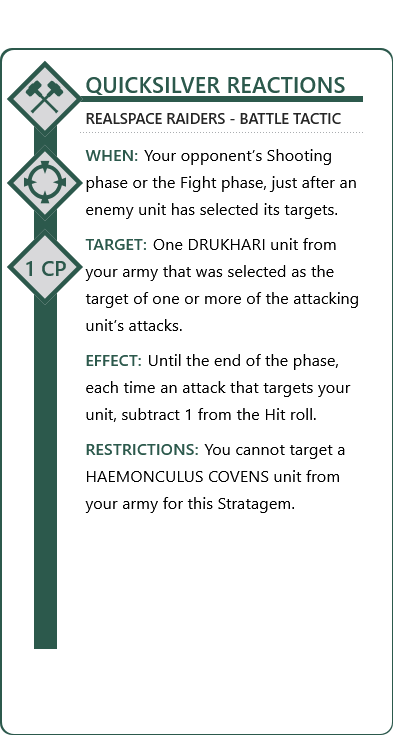 QUICKSILVER REACTIONS
REALSPACE RAIDERS - BATTLE TACTIC
WHEN: Your opponent’s Shooting
phase or the Fight phase, just after an
enemy unit has selected its targets.
TARGET: One DRUKHARI unit from
your army that was selected as the
1 CP
target of one or more of the attacking
unit’s attacks.
EFFECT: Until the end of the phase,
each time an attack that targets your
unit, subtract 1 from the Hit roll.
RESTRICTIONS: You cannot target a
HAEMONCULUS COVENS unit from
your army for this Stratagem.